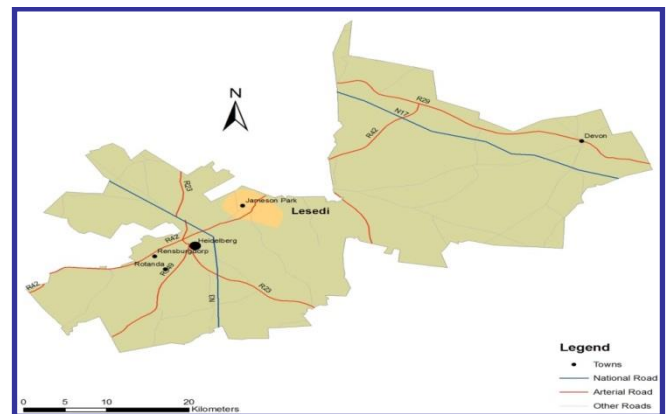 N
R29
N17
R42
Devon
R23
Jameson Park
Lesedi
R42
Heidelberg
Rensburgdorp
Rotanda
R42
R23
N3
Legend
Towns
National Road
Arterial Road
Other Roads
0 5 10 20
Kilometers